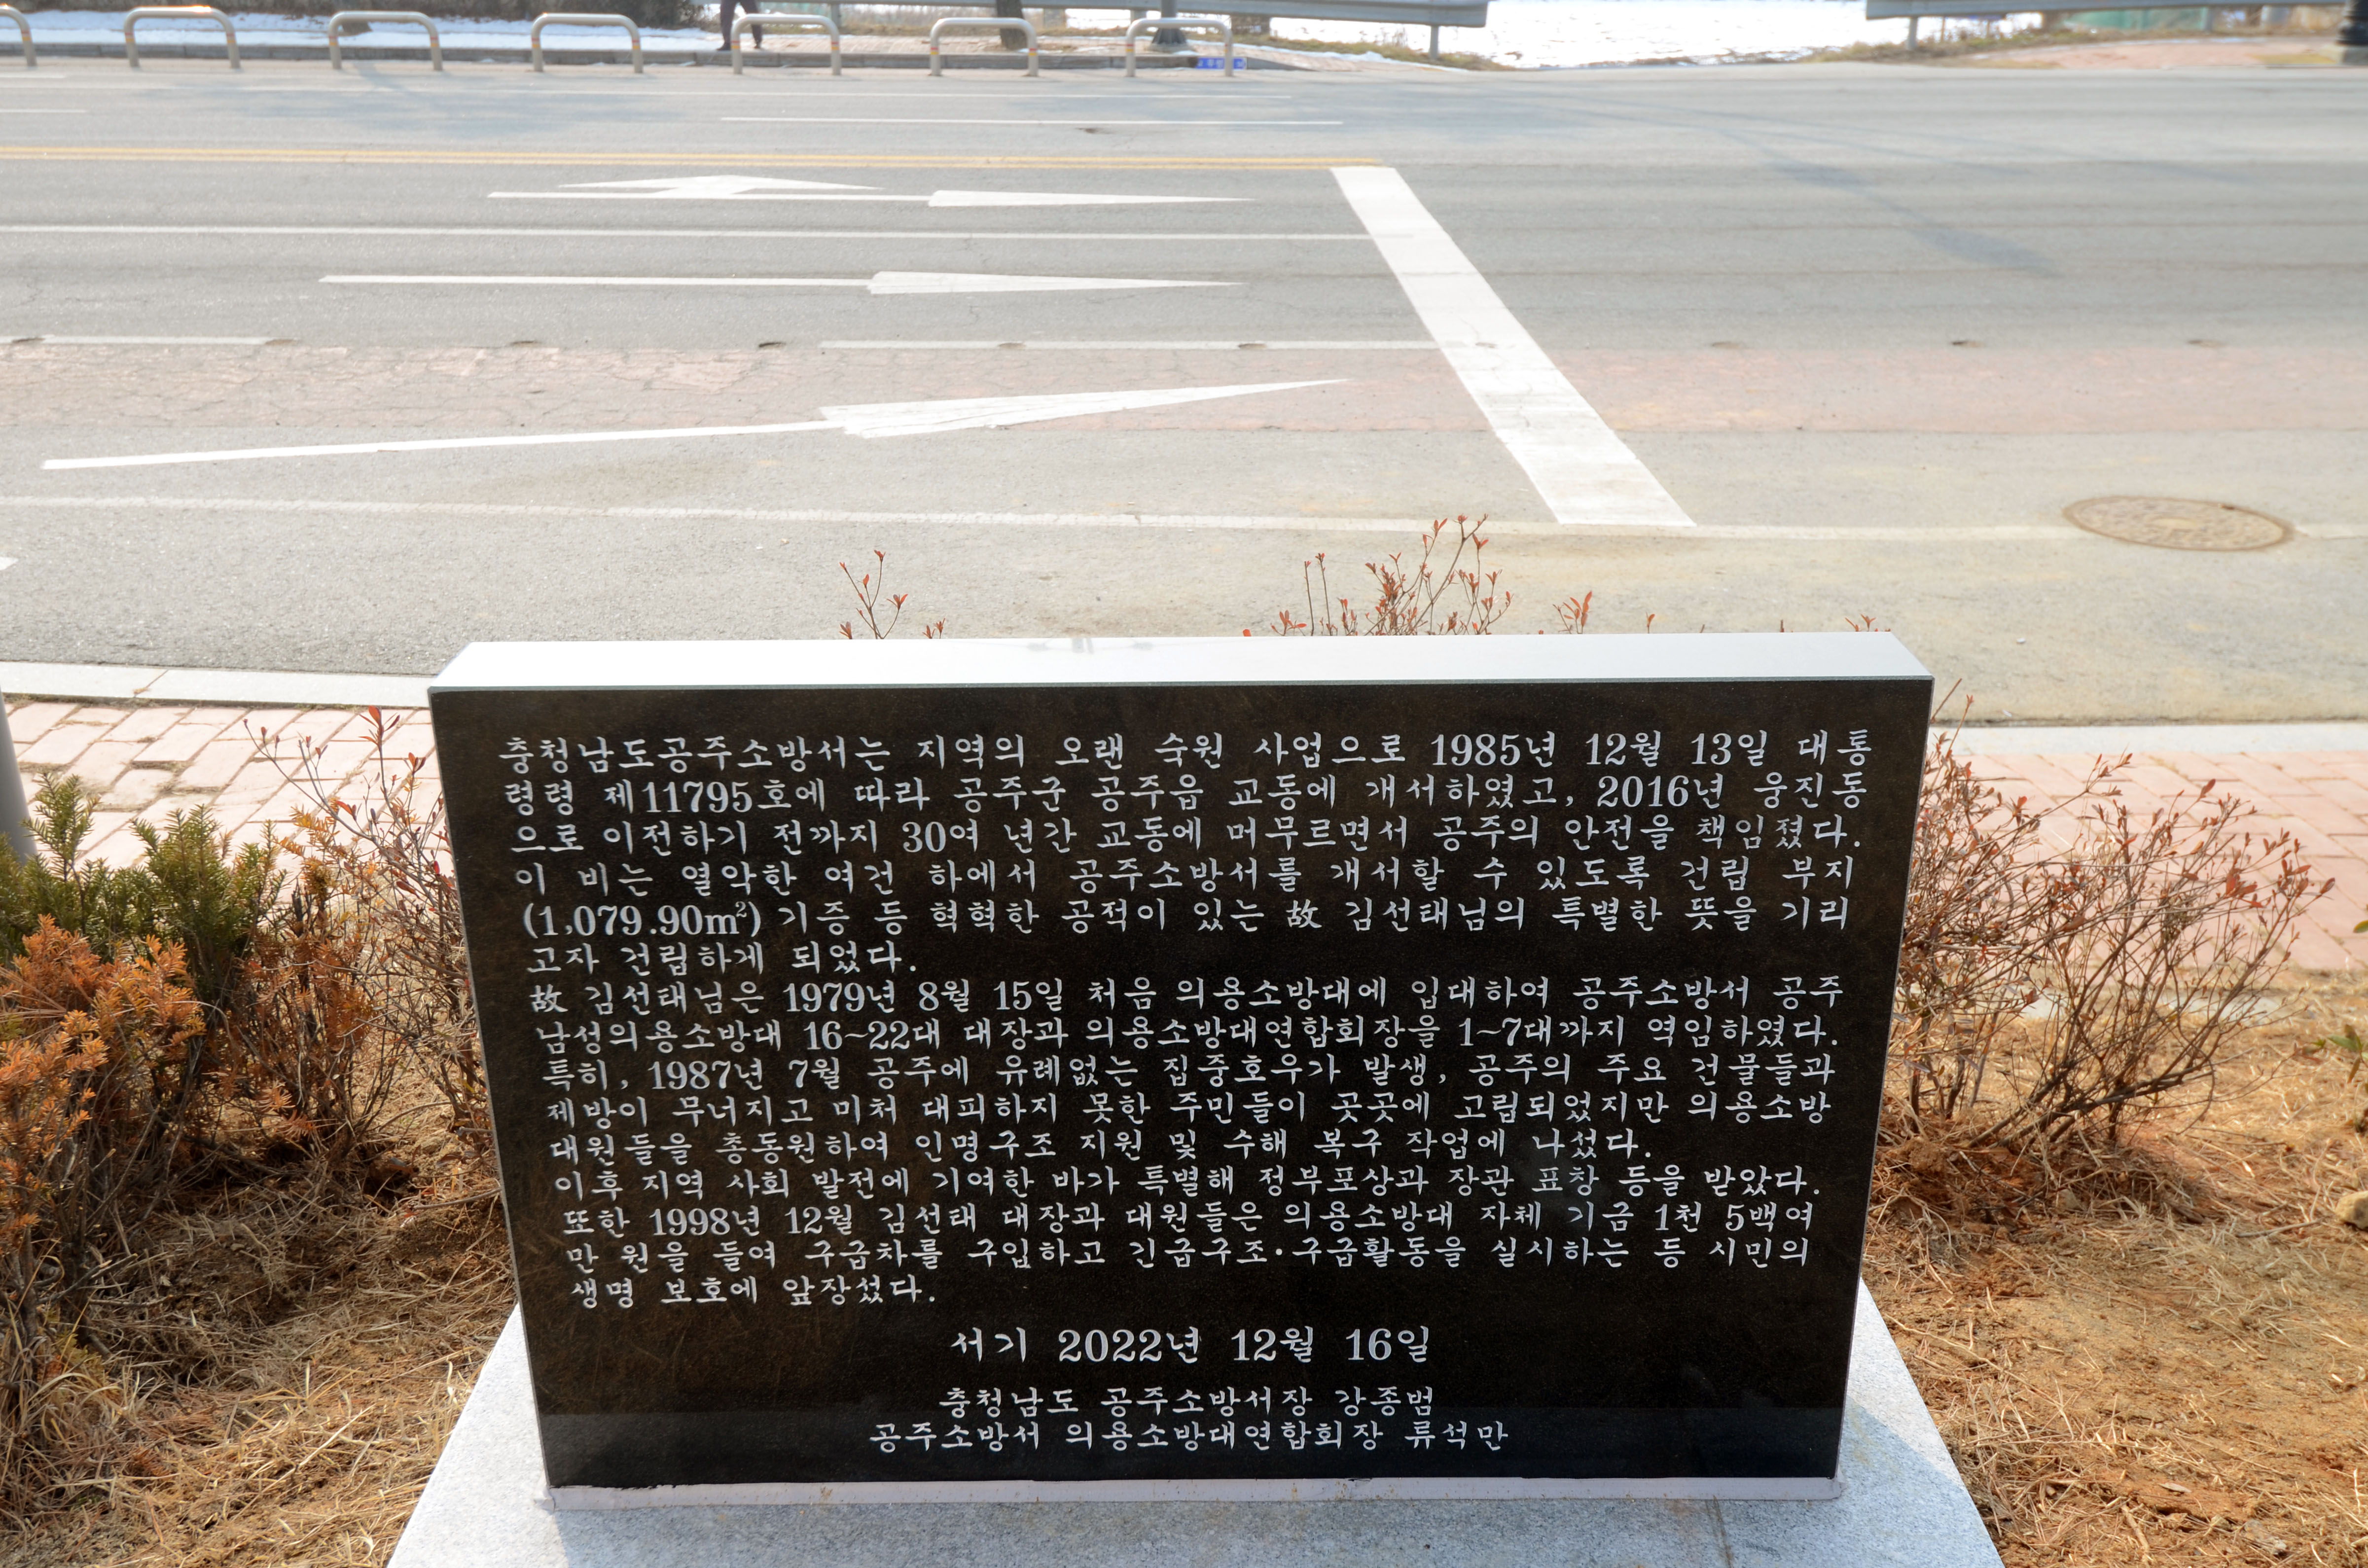 충청남도공주소방서는 지역의 오랜 숙원 사업으로 1985년 12월 13일 대통
령령 제11795호에 따라 공주군 공주읍 교동에 개서하였고, 2016년 웅진동
으로 이전하기 전까지 30여 년간 교동에 머무르면서 공주의 안전을 책임졌다.
이 비는 열악한 여건 하에서 공주소방서를 개서할 수 있도록 건립 부지
(1,079.90m²) 기증 등 혁혁한 공적이 있는 故 김선태님의 특별한 뜻을 기리
고자 건립하게 되었다.
故 김선태님은 1979년 8월 15일 처음 의용소방대에 입대하여 공주소방서 공주
남성의용소방대 16~22대 대장과 의용소방대연합회장을 1~7대까지 역임하였다.
특히, 1987년 7월 공주에 유례없는 집중호우가 발생, 공주의 주요 건물들과
제방이 무너지고 미처 대피하지 못한 주민들이 곳곳에 고립되었지만 의용소방
대원들을 총동원하여 인명구조 지원 및 수해 복구 작업에 나섰다.
이후 지역 사회 발전에 기여한 바가 특별해 정부포상과 장관 표창 등을 받았다.
또한 1998년 12월 김선태 대장과 대원들은 의용소방대 자체 기금 1천 5백여
만 원을 들여 구급차를 구입하고 긴급구조·구급활동을 실시하는 등 시민의
생명 보호에 앞장섰다.
서기 2022년 12월 16일
충청남도 공주소방서장 강종범
공주소방서 의용소방대연합회장 류석만